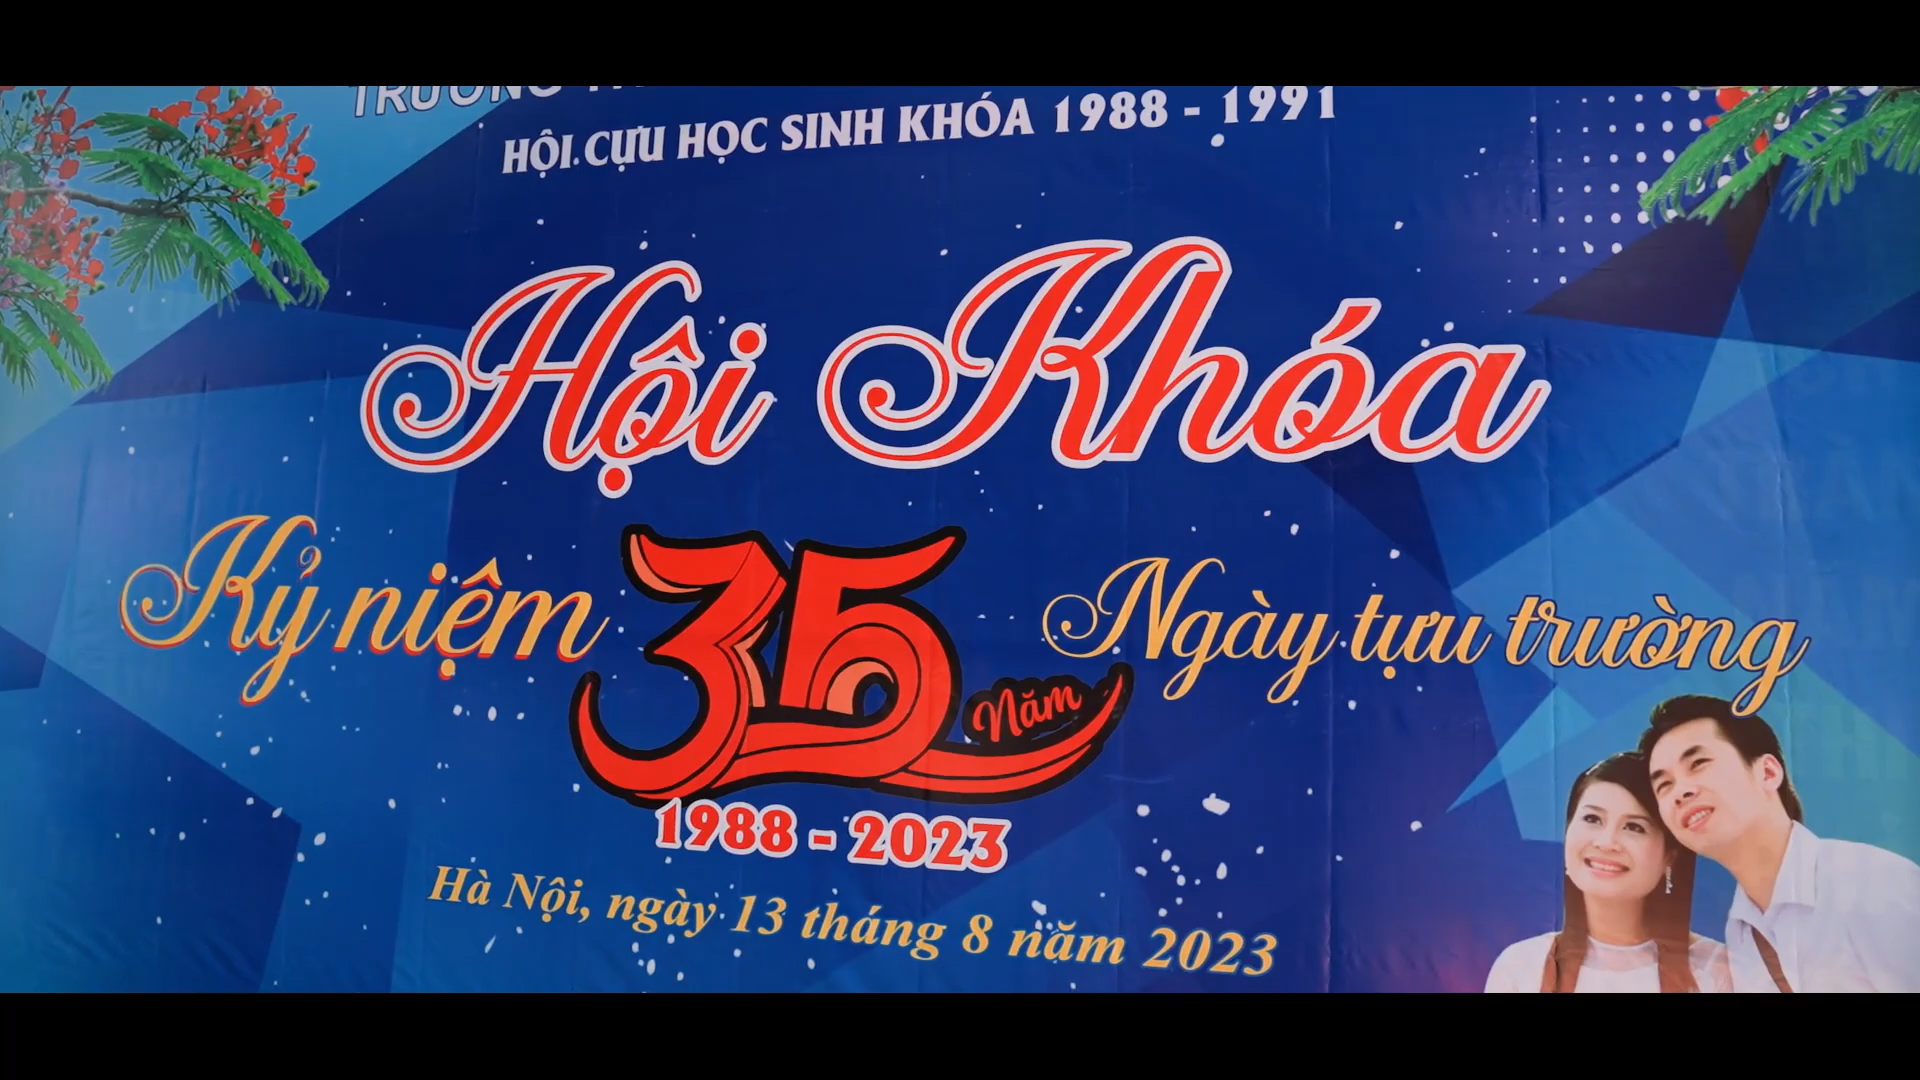 TRƯỜNG
HỘI CỰU HỌC SINH KHÓA 1988 - 1991
Hội Khóa
Kỷ niệm 35 Năm Ngày tựu trường
1988 - 2023
Hà Nội, ngày 13 tháng 8 năm 2023